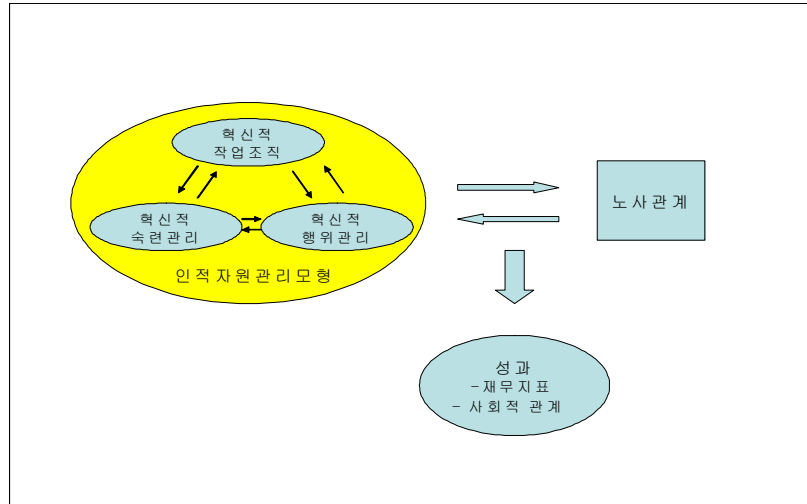 혁신적
작업조직
혁신적
숙련관리
혁신적
행위관리
인적자원관리모형
노사관계
성과
-재무지표
- 사회적 관계